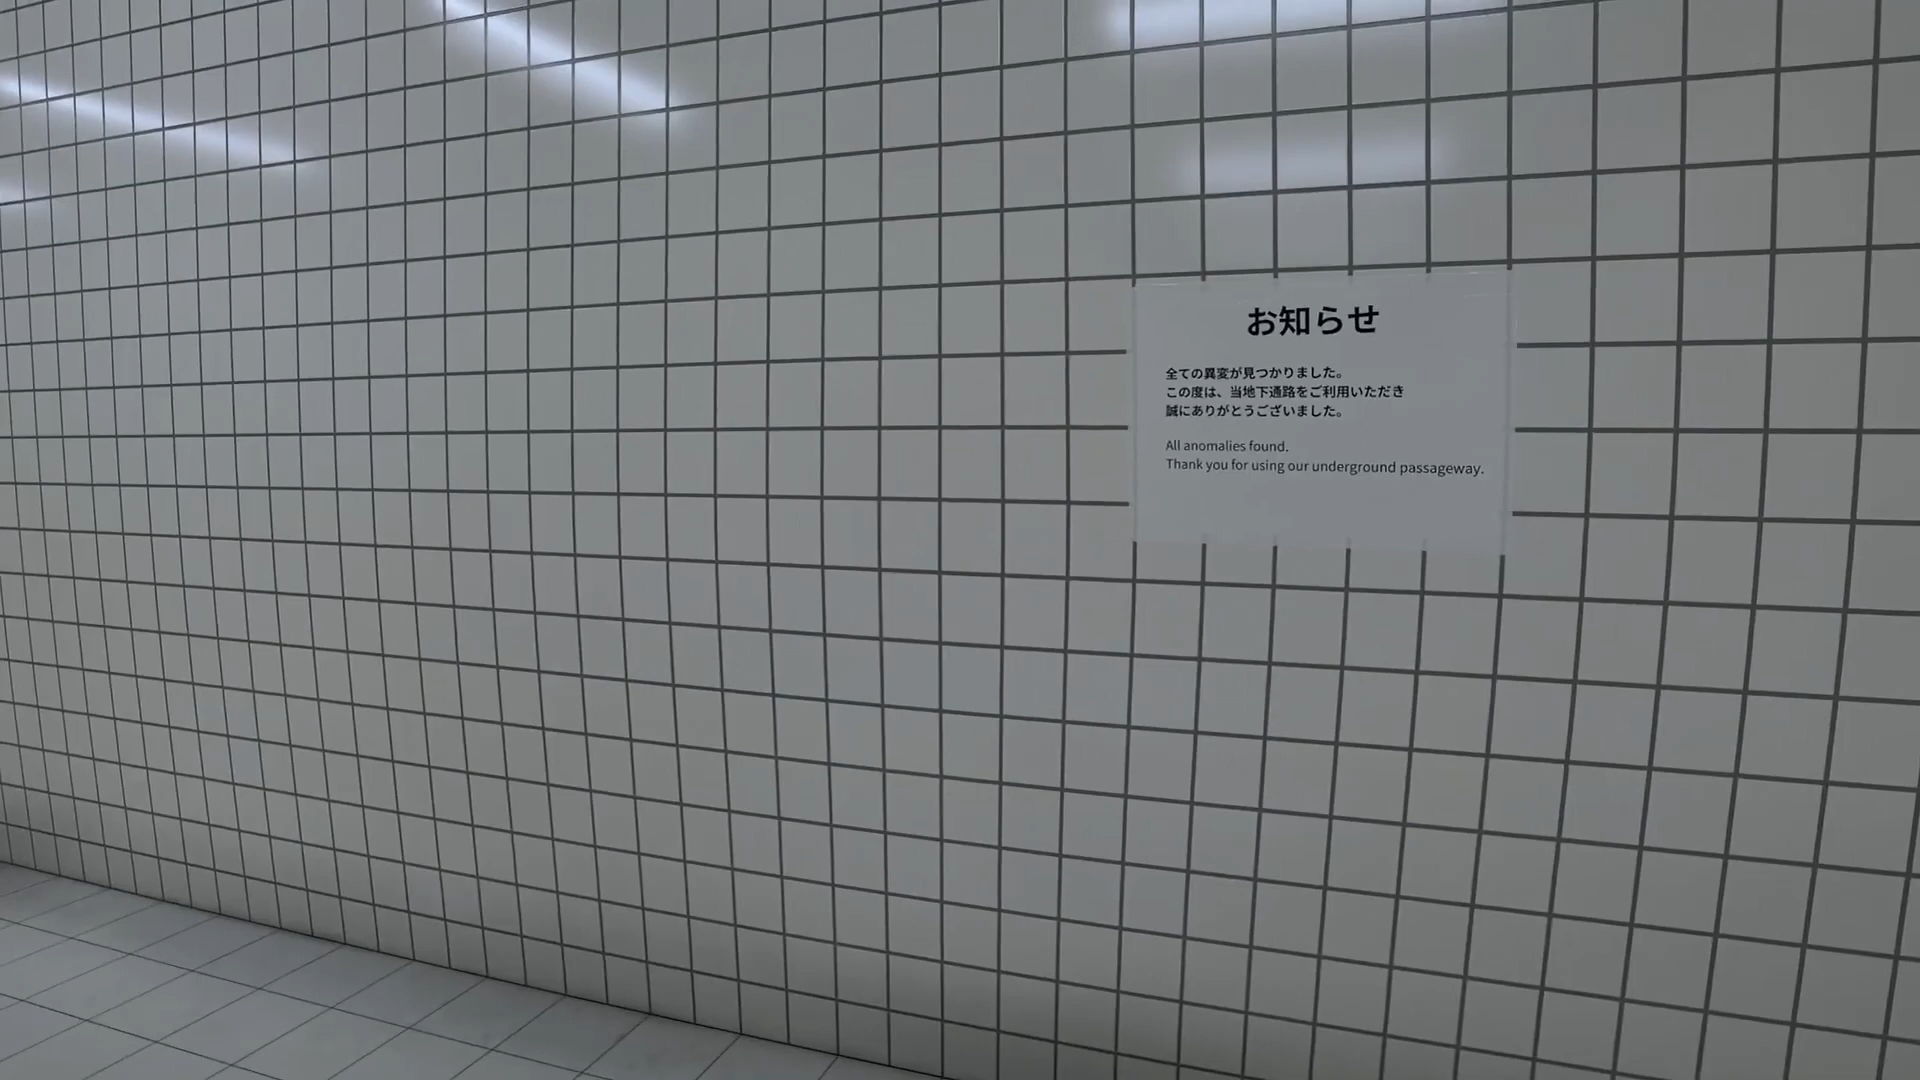 お知らせ
全ての異変が見つかりました。
この度は、当地下通路をご利用いただき
誠にありがとうございました。
All anomalies found.
Thank you for using our underground passageway.